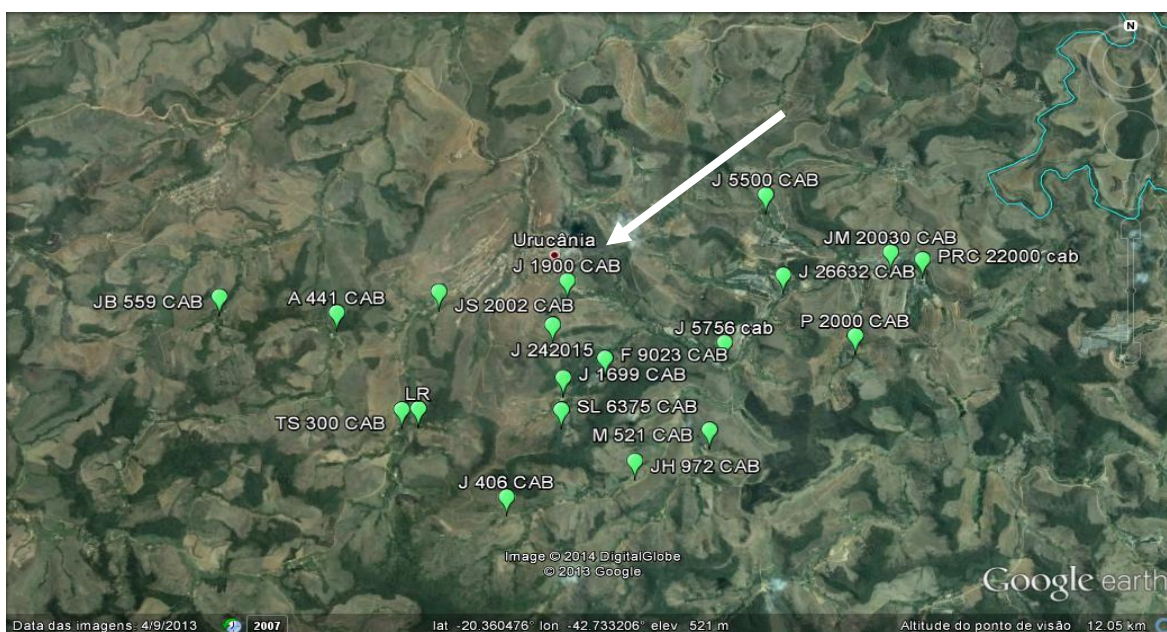 N
J 5500 CAB
Urucânia
JM 20030 CAB
PRC 22000 cab
J 1900 CAB
J 26632 CAB
JB 559 CAB
A 441 CAB
JS 2002 CAB
P 2000 CAB
J 5756 cab
J 242015
F 9023 CAB
J 1699 CAB
LR
TS 300 CAB
SL 6375 CAB
M 521 CAB
JH 972 CAB
J 406 CAB
Image © 2014 DigitalGlobe
© 2013 Google
Google earth
Data das imagens: 4/9/2013 2007 lat -20.360476° lon -42.733206° elev 521 m Altitude do ponto de visão 12.05 km